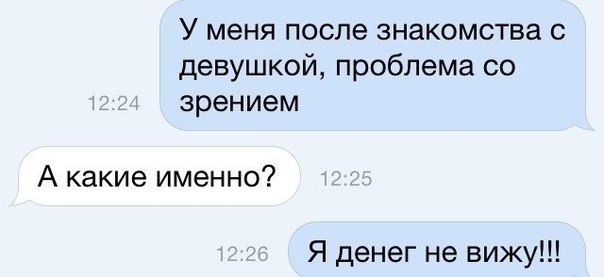 У меня после знакомства с
девушкой, проблема со
зрением
12:24
А какие именно?
12:25
12:26
Я денег не вижу!!!